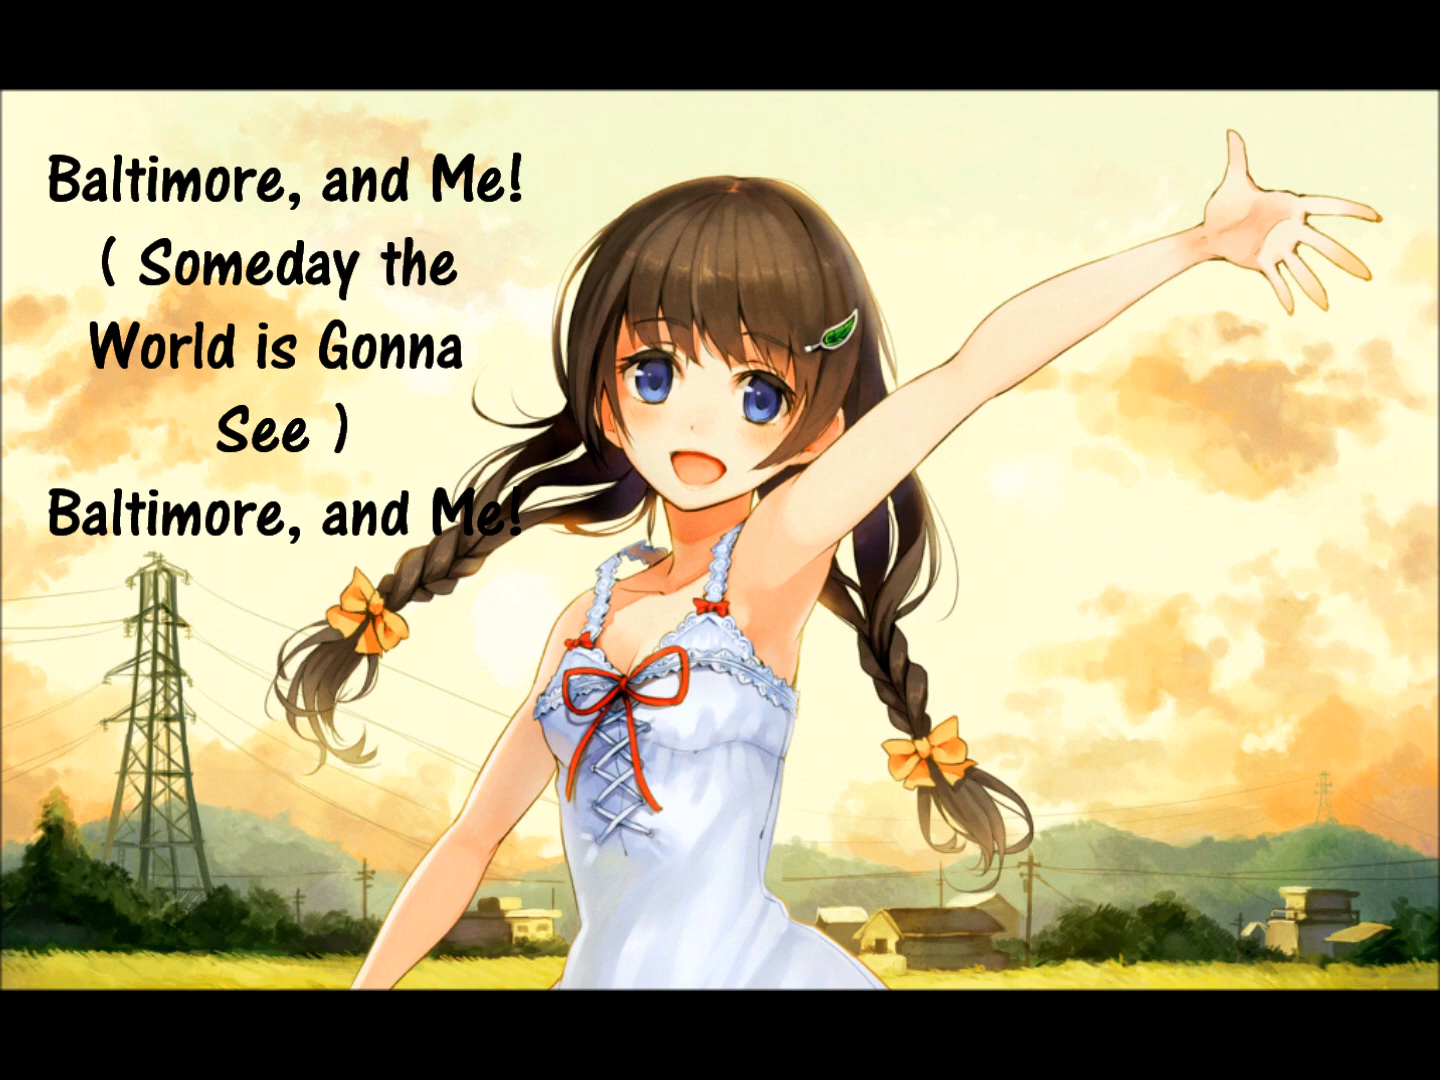 Baltimore, and Me!
( Someday the
World is Gonna
See )
Baltimore, and Me!